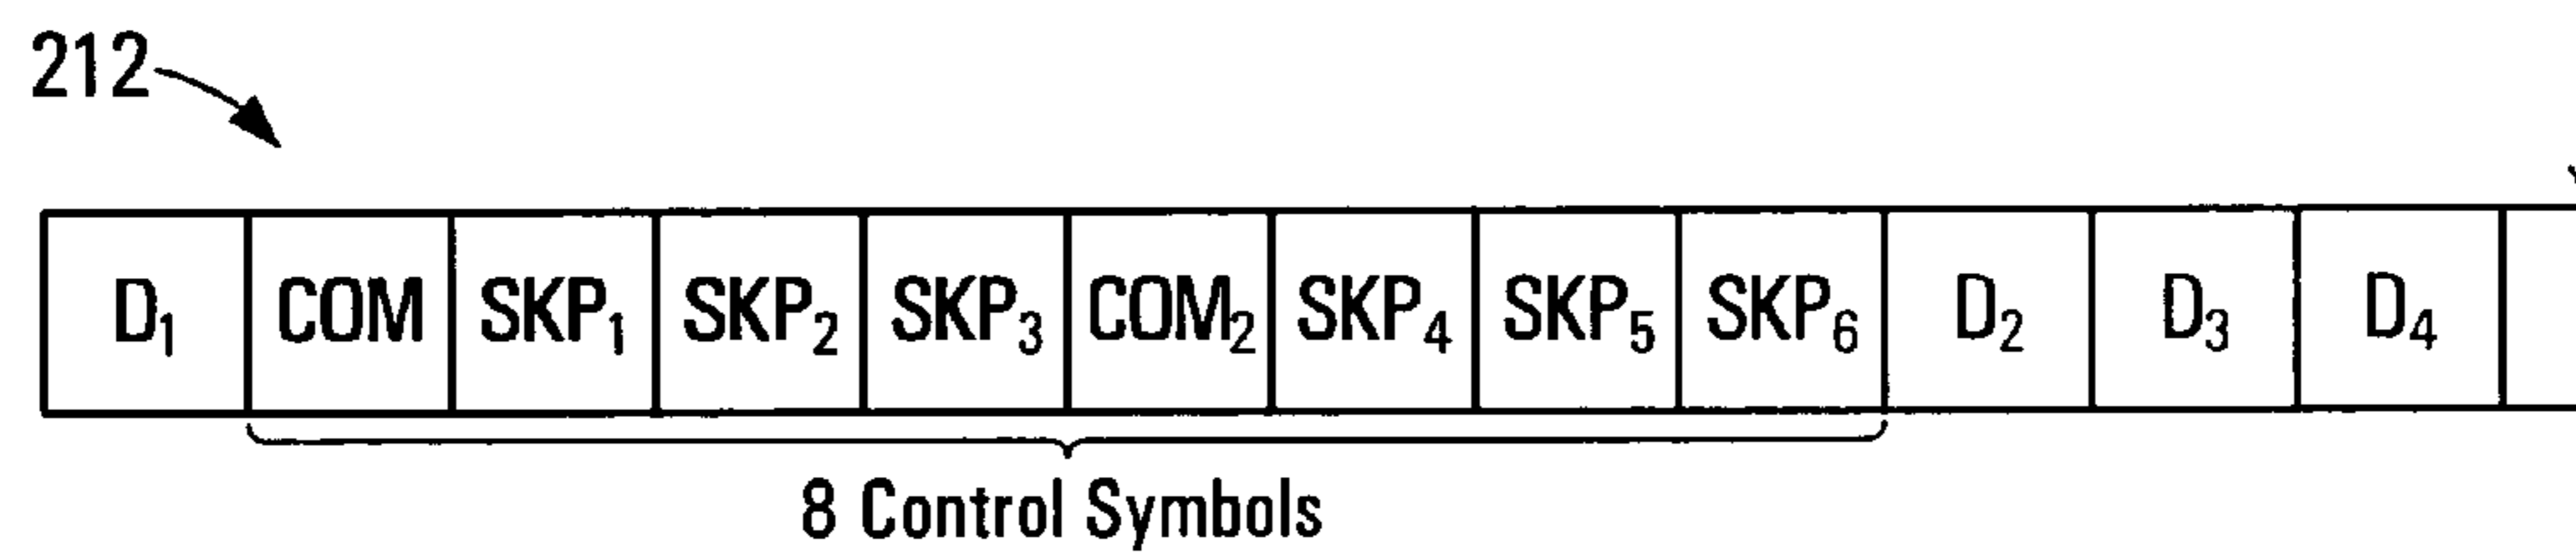 212
D₁ COM SKP₁ SKP₂ SKP₃ COM₂ SKP₄ SKP₅ SKP₆ D₂ D₃ D₄
8 Control Symbols